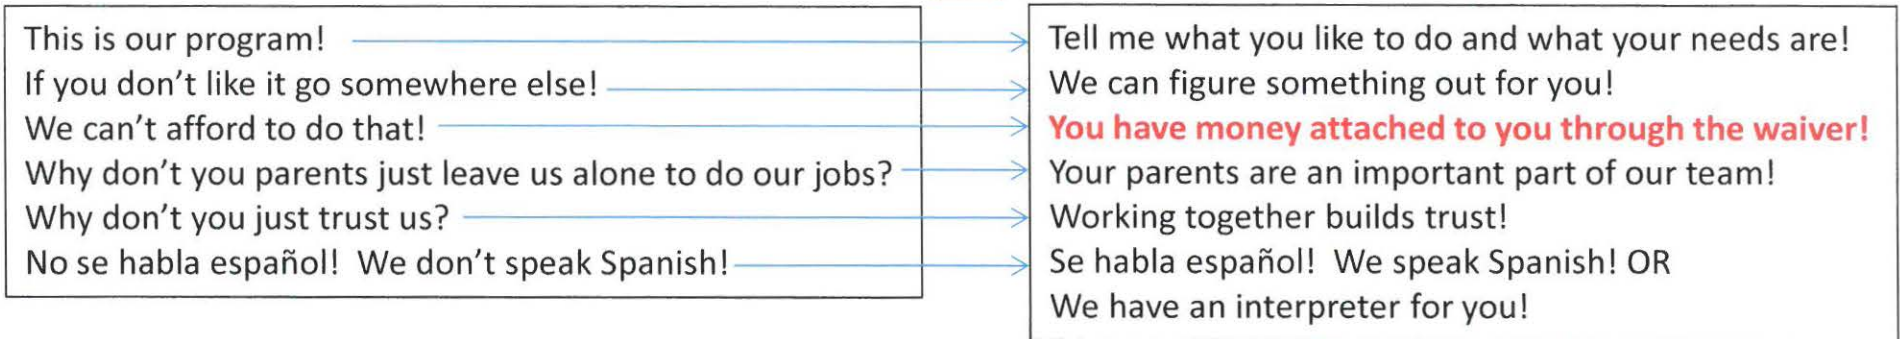 This is our program!
If you don't like it go somewhere else!
We can't afford to do that!
Why don't you parents just leave us alone to do our jobs?
Why don't you just trust us?
No se habla español!  We don't speak Spanish!
Tell me what you like to do and what your needs are!
We can figure something out for you!
You have money attached to you through the waiver!
Your parents are an important part of our team!
Working together builds trust!
Se habla español!  We speak Spanish! OR
We have an interpreter for you!